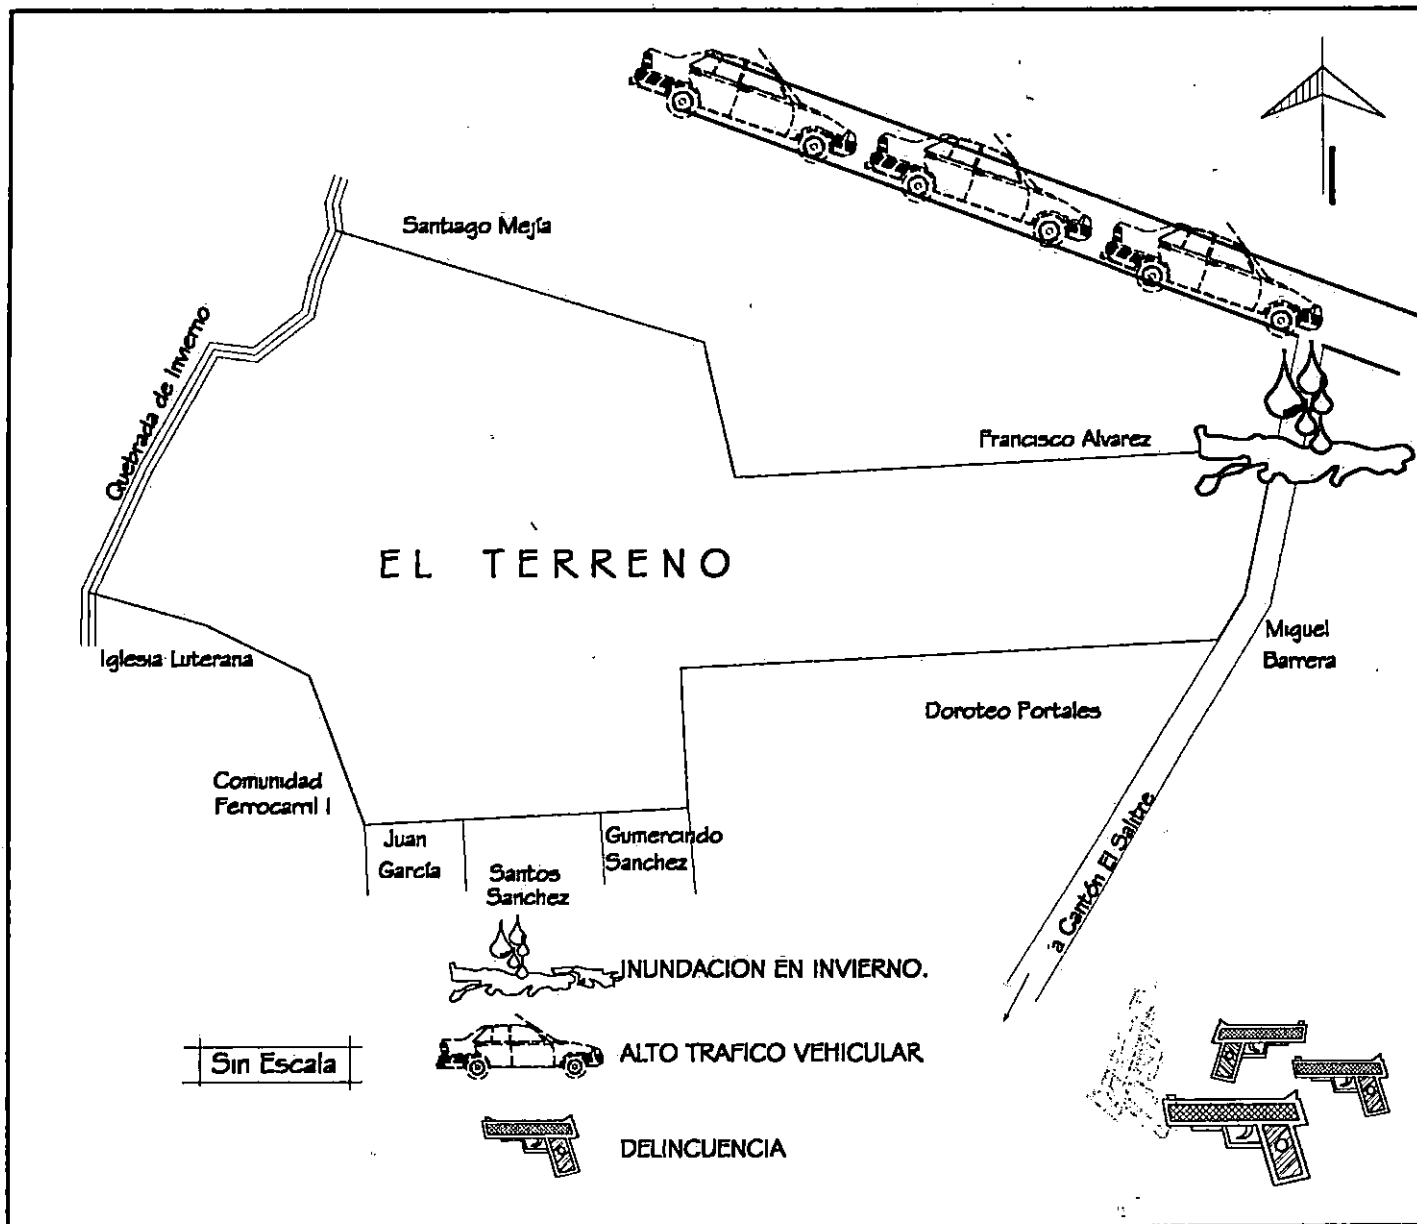 Santiago Mejía
Quebrada de Invierno
Francisco Alvarez
EL TERRENO
Miguel
Barrera
Iglesia Luterana
Doroteo Portales
Comunidad
Ferrocarril I
Juan
García
Santos
Sanchez
Gumercindo
Sanchez
a Cantón El Salitre
INUNDACION EN INVIERNO.
Sin Escala
ALTO TRAFICO VEHICULAR
DELINCUENCIA